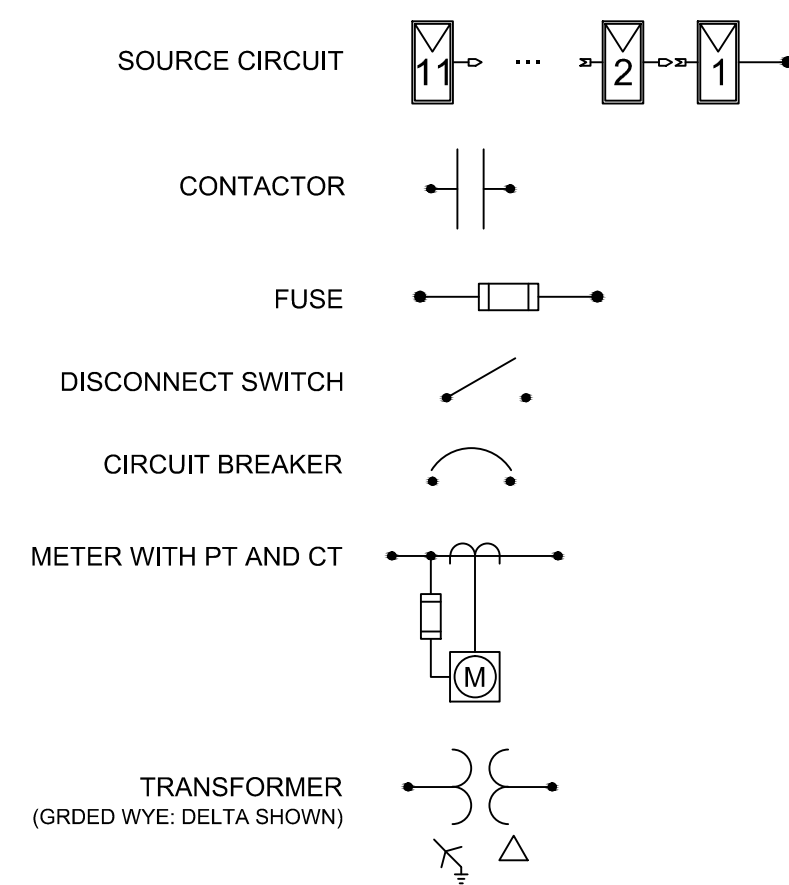 SOURCE CIRCUIT 11 ... 2 1
CONTACTOR
FUSE
DISCONNECT SWITCH
CIRCUIT BREAKER
METER WITH PT AND CT
M
TRANSFORMER
(GRDED WYE: DELTA SHOWN)